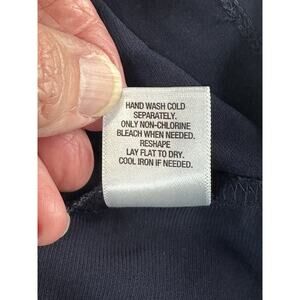 HAND WASH COLD
SEPARATELY.
ONLY NON-CHLORINE
BLEACH WHEN NEEDED.
RESHAPE
LAY FLAT TO DRY.
COOL IRON IF NEEDED.